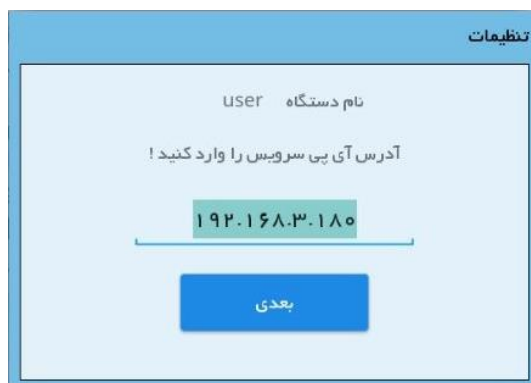 تنظیمات
نام دستگاه user
آدرس آی پی سرویس را وارد کنید !
۱۹۲.۱۶۸.۳.۱۸۰
بعدی